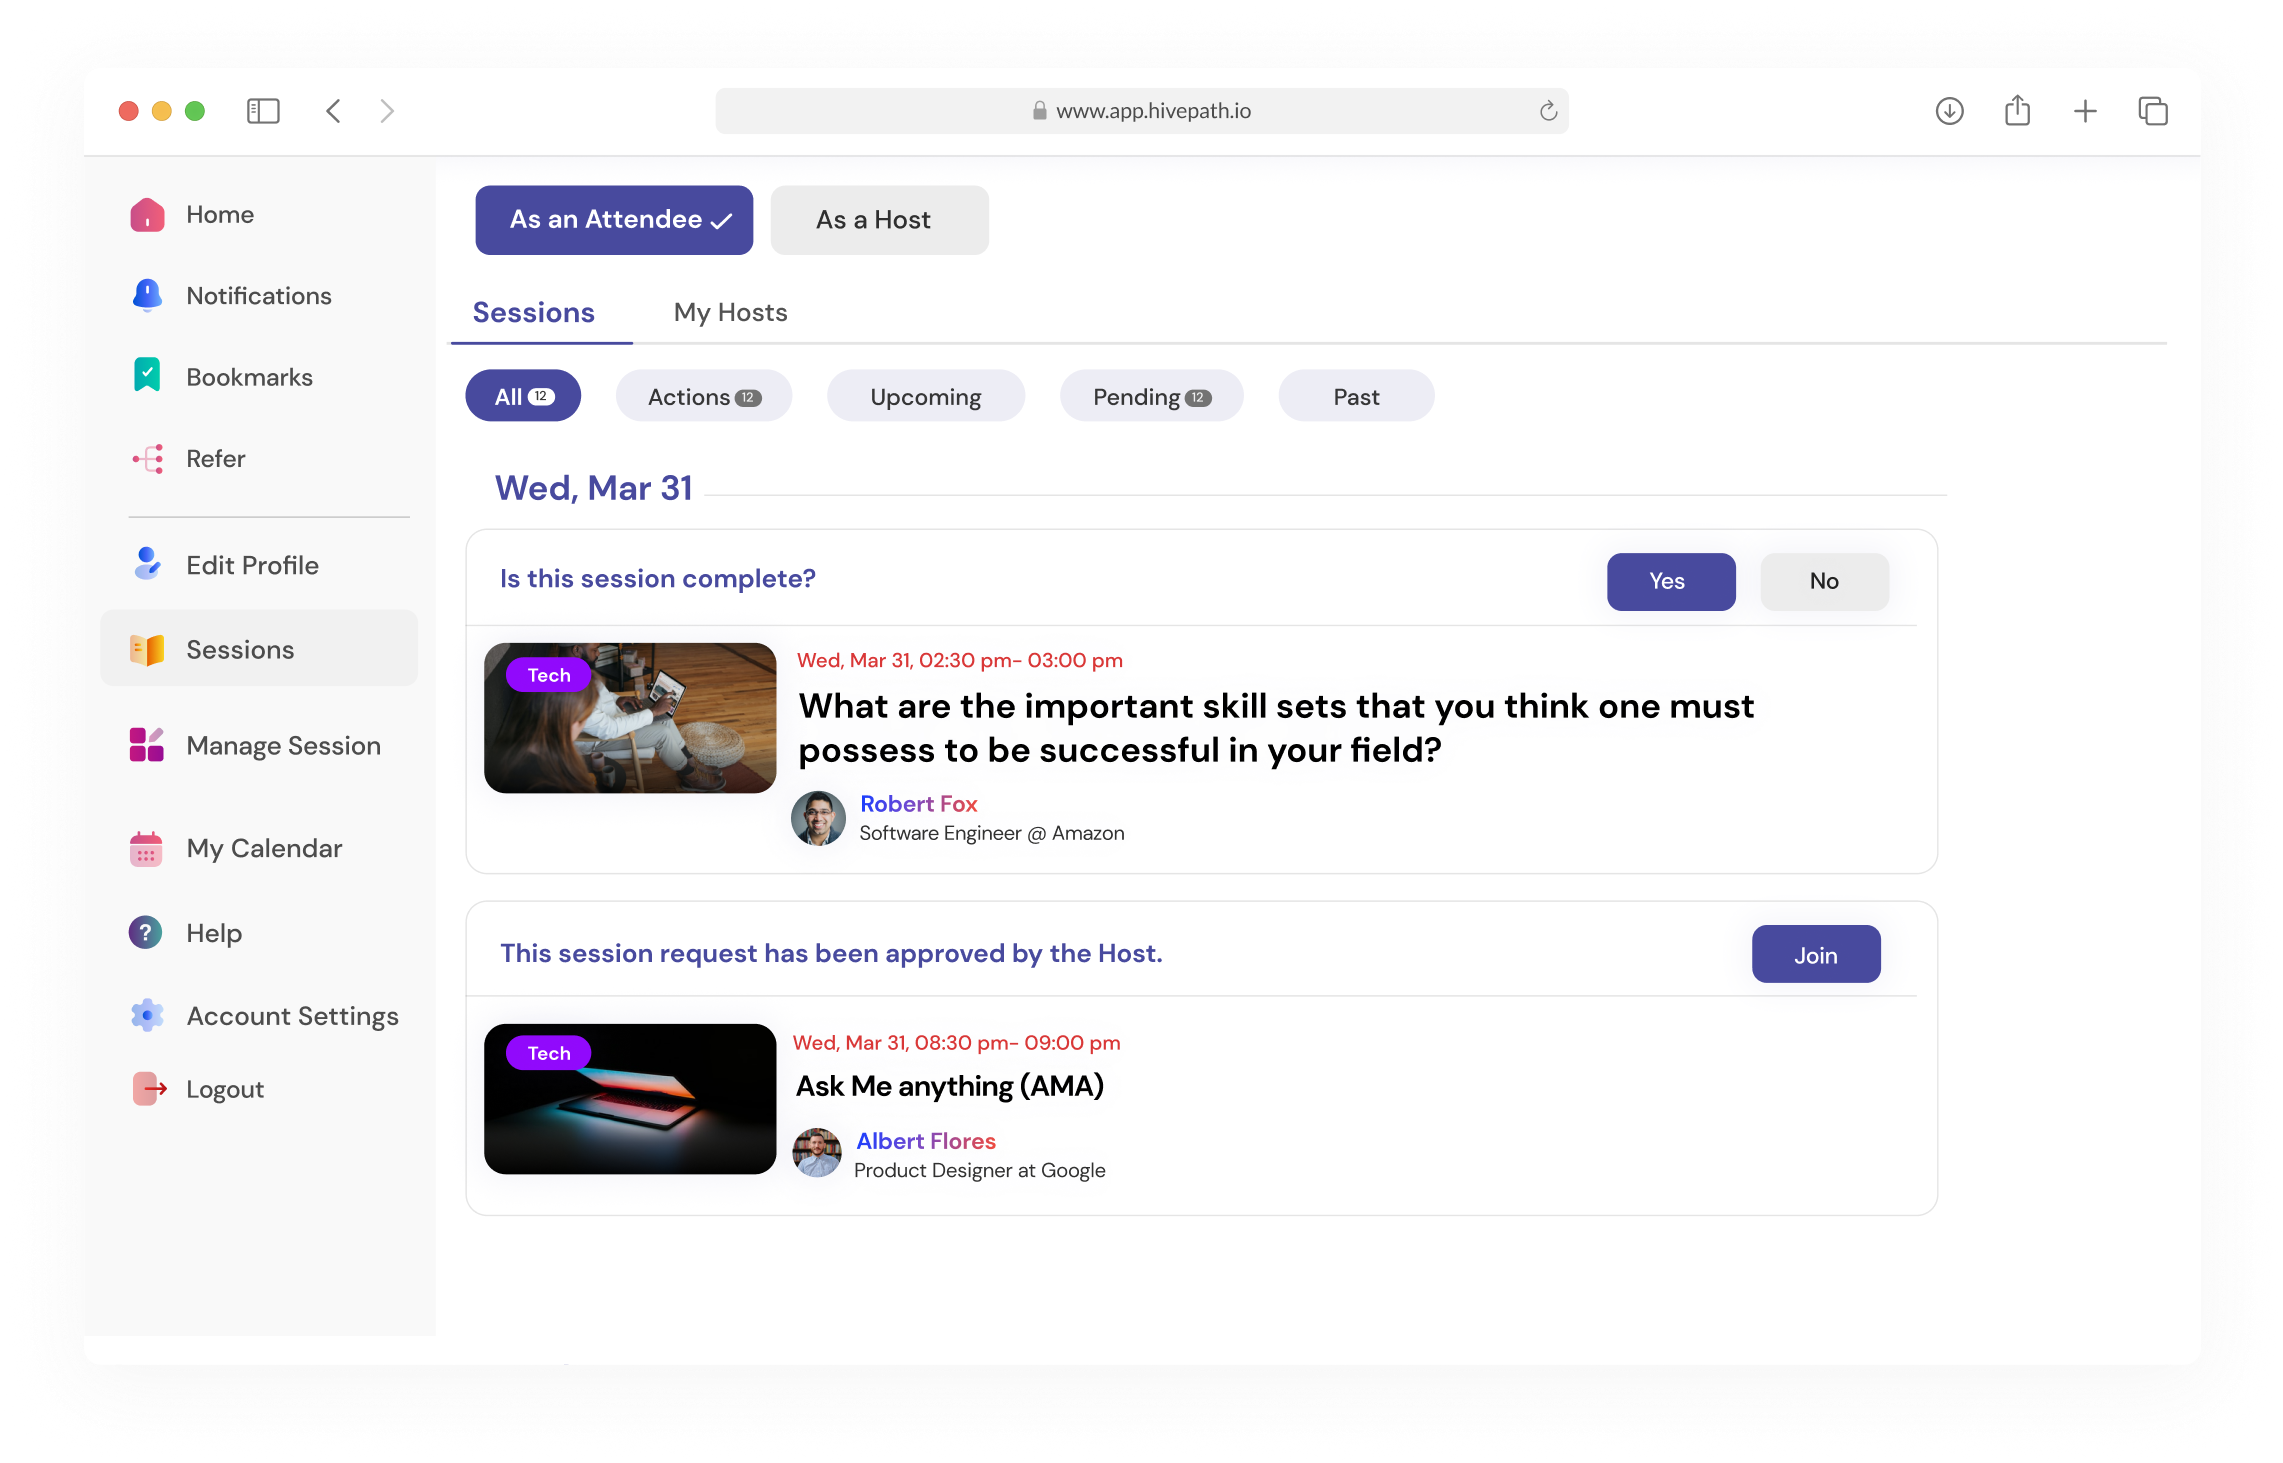 www.app.hivepath.io
Home
Notifications
Bookmarks
Refer
Edit Profile
Sessions
Manage Session
My Calendar
Help
Account Settings
Logout
As an Attendee
As a Host
Sessions
My Hosts
All 12
Actions 12
Upcoming
Pending 12
Past
Wed, Mar 31
Is this session complete?
Yes
No
Tech
Wed, Mar 31, 02:30 pm- 03:00 pm
What are the important skill sets that you think one must
possess to be successful in your field?
Robert Fox
Software Engineer @ Amazon
This session request has been approved by the Host.
Join
Tech
Wed, Mar 31, 08:30 pm- 09:00 pm
Ask Me anything (AMA)
Albert Flores
Product Designer at Google